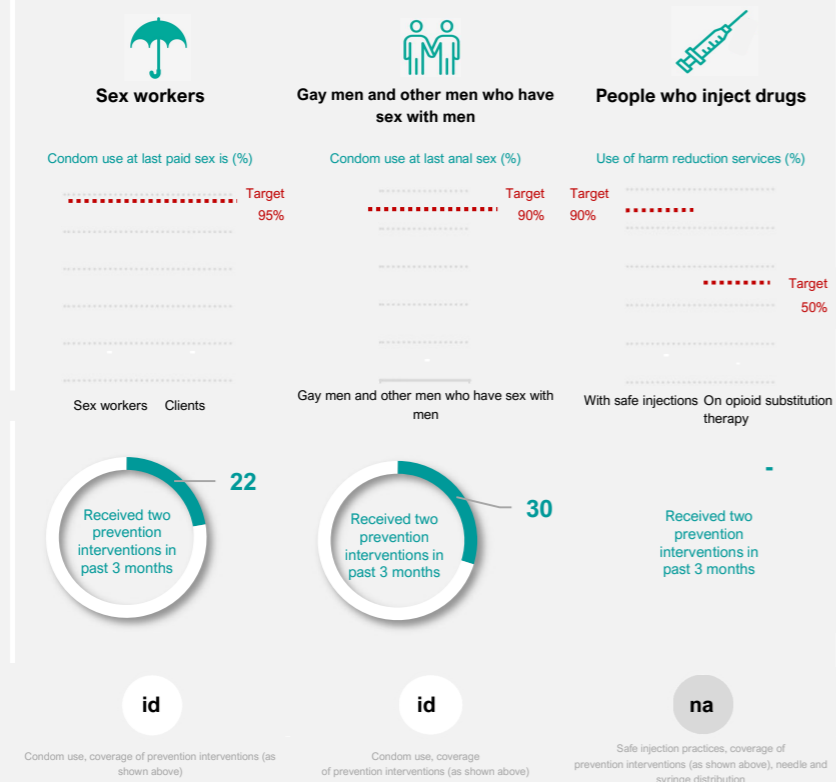 Sex workers
Gay men and other men who have
sex with men
People who inject drugs
Condom use at last paid sex is (%)
Condom use at last anal sex (%)
Use of harm reduction services (%)
Target
95%
Target
90%
Target
90%
Target
50%
-
-
-
-
-
Sex workers
Clients
Gay men and other men who have sex with
men
With safe injections
On opioid substitution
therapy
22
Received two
prevention
interventions in
past 3 months
30
Received two
prevention
interventions in
past 3 months
-
Received two
prevention
interventions in
past 3 months
id
id
na
Condom use, coverage of prevention interventions (as
shown above)
Condom use, coverage
of prevention interventions (as shown above)
Safe injection practices, coverage of
prevention interventions (as shown above), needle and
syringe distribution